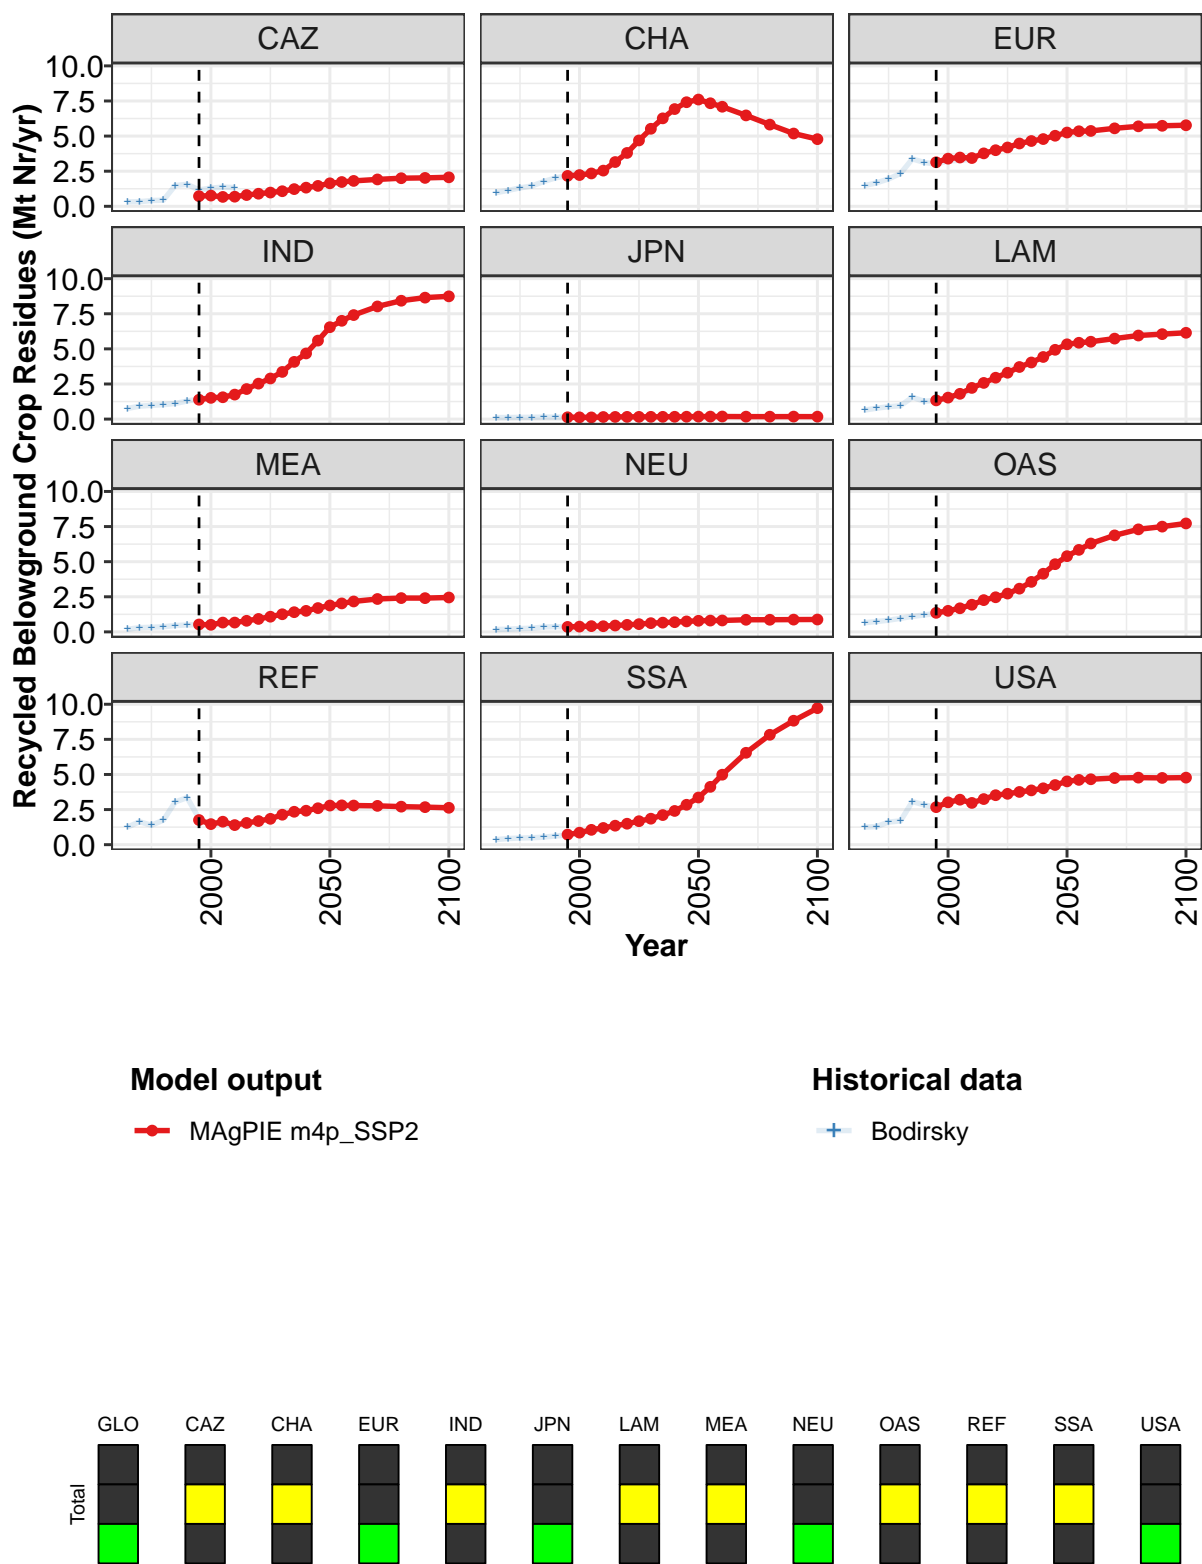 CAZ CHA EUR
10.0
7.5
5.0
2.5
0.0
IND JPN LAM
10.0
7.5
5.0
2.5
0.0
MEA NEU OAS
10.0
7.5
5.0
2.5
0.0
REF SSA USA
10.0
7.5
5.0
2.5
0.0
Recycled Belowground Crop Residues (Mt Nr/yr)
2000 2050 2100 2000 2050 2100 2000 2050 2100
Year
Model output Historical data
MAgPIE m4p_SSP2 Bodirsky
GLO CAZ CHA EUR IND JPN LAM MEA NEU OAS REF SSA USA
Total